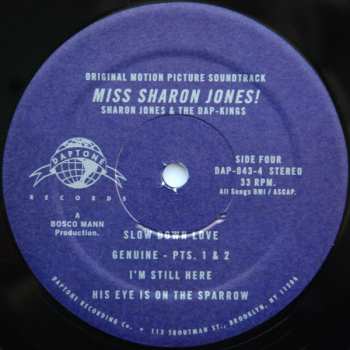 ORIGINAL MOTION PICTURE SOUNDTRACK
MISS SHARON JONES!
SHARON JONES & THE DAP-KINGS
DAPTONE
RECORDS
A
BOSCO MANN
Production.
SIDE FOUR
DAP-043-4 STEREO
33 RPM.
All Songs BMI / ASCAP.
SLOW DOWN LOVE
GENUINE - PTS. 1 & 2
I'M STILL HERE
HIS EYE IS ON THE SPARROW
DAPTONE RECORDING Co. • 115 TROUTMAN ST., BROOKLYN, NY 11206